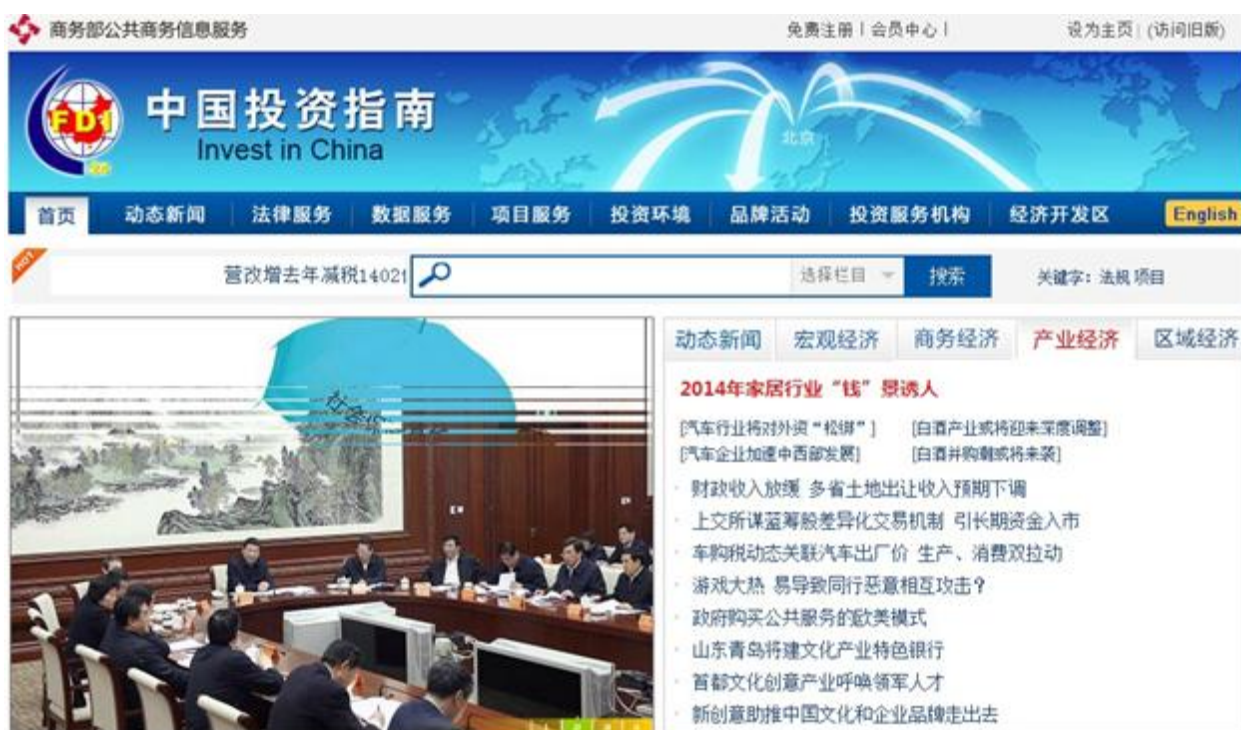 商务部公共商务信息服务
免费注册 | 会员中心 |
设为主页 | (访问旧版)
FDI
中国投资指南
Invest in China
北京
首页 动态新闻 法律服务 数据服务 项目服务 投资环境 品牌活动 投资服务机构 经济开发区 English
HOT
营改增去年减税1402
选择栏目
搜索
关键字: 法规 项目
动态新闻 宏观经济 商务经济 产业经济 区域经济
2014年家居行业“钱”景诱人
[汽车行业将对外资“松绑”] [白酒产业或将迎来深度调整]
[汽车企业加速中西部发展] [白酒并购潮或将来袭]
财政收入放缓 多省土地出让收入预期下调
上交所谋蓝筹股差异化交易机制 引长期资金入市
车购税动态关联汽车出厂价 生产、消费双拉动
游戏大热 易导致同行恶意相互攻击?
政府购买公共服务的欧美模式
山东青岛将建文化产业特色银行
首都文化创意产业呼唤领军人才
新创意助推中国文化和企业品牌走出去